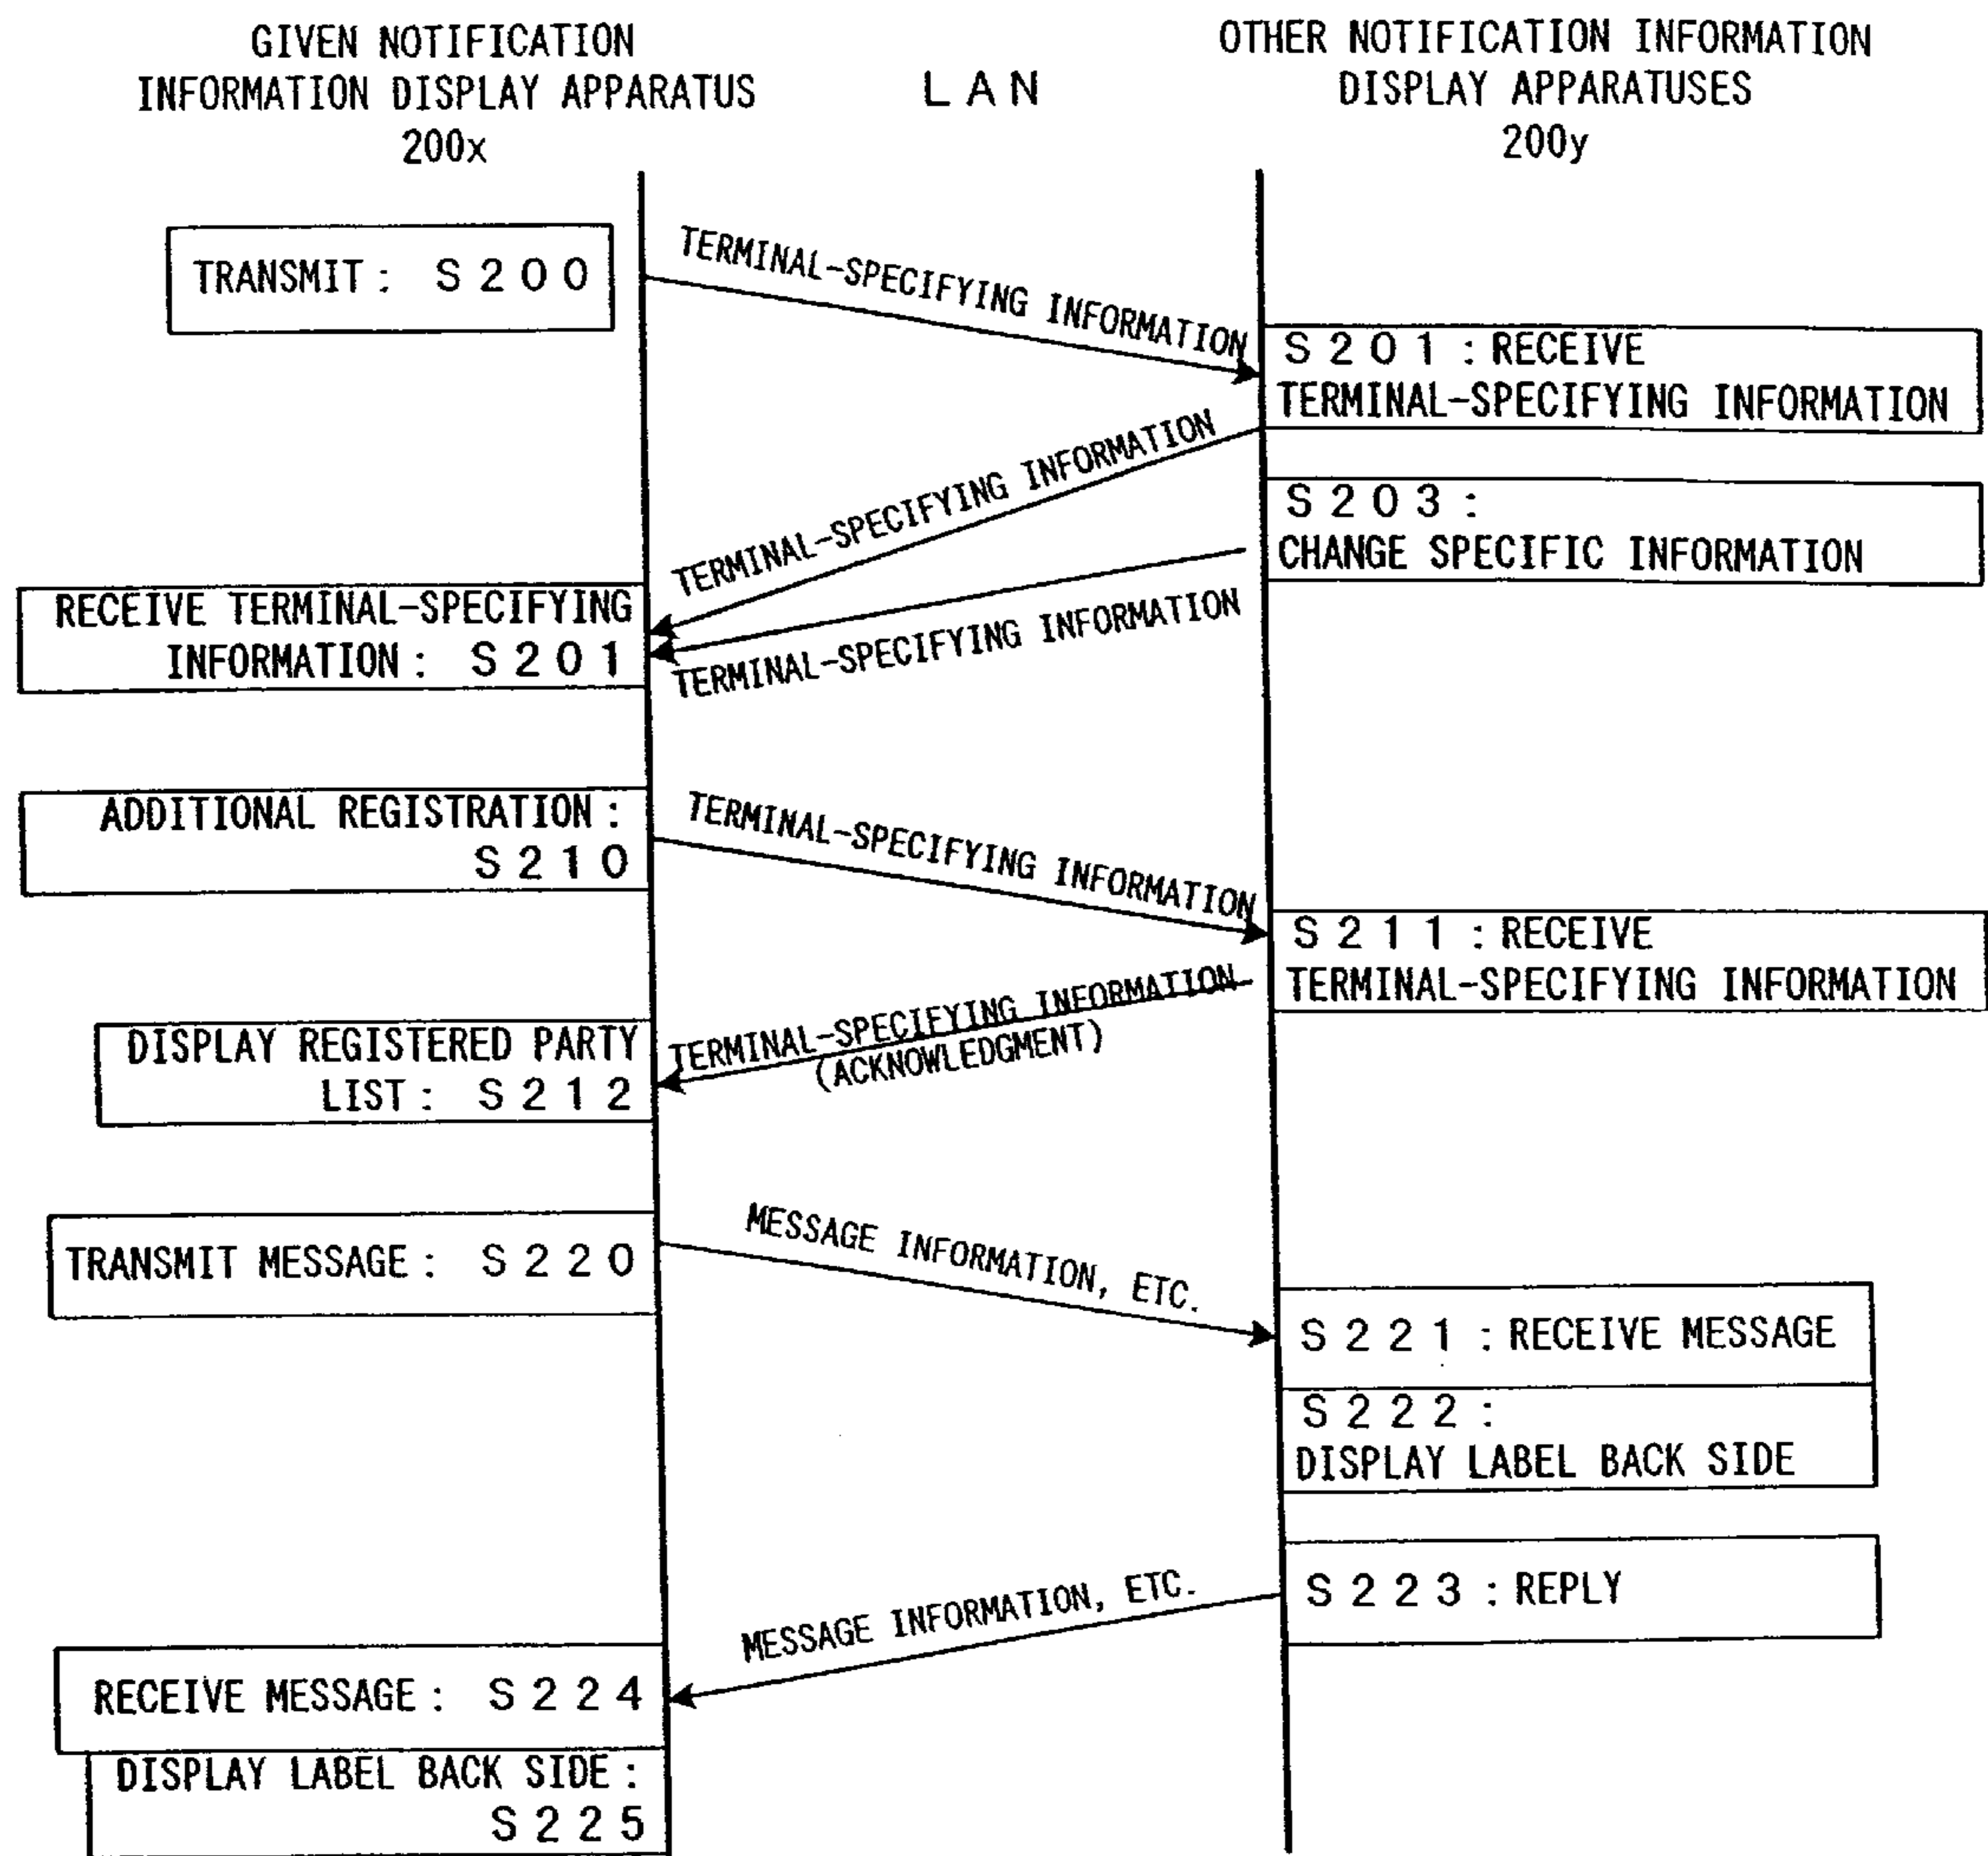 GIVEN NOTIFICATION
INFORMATION DISPLAY APPARATUS
200x
LAN
OTHER NOTIFICATION INFORMATION
DISPLAY APPARATUSES
200y
TRANSMIT: S200
TERMINAL-SPECIFYING INFORMATION
S201: RECEIVE
TERMINAL-SPECIFYING INFORMATION
TERMINAL-SPECIFYING INFORMATION
S203:
CHANGE SPECIFIC INFORMATION
TERMINAL-SPECIFYING INFORMATION
RECEIVE TERMINAL-SPECIFYING
INFORMATION: S201
ADDITIONAL REGISTRATION:
S210
TERMINAL-SPECIFYING INFORMATION
S211: RECEIVE
TERMINAL-SPECIFYING INFORMATION
TERMINAL-SPECIFYING INFORMATION
(ACKNOWLEDGMENT)
DISPLAY REGISTERED PARTY
LIST: S212
TRANSMIT MESSAGE: S220
MESSAGE INFORMATION, ETC.
S221: RECEIVE MESSAGE
S222:
DISPLAY LABEL BACK SIDE
S223: REPLY
MESSAGE INFORMATION, ETC.
RECEIVE MESSAGE: S224
DISPLAY LABEL BACK SIDE:
S225